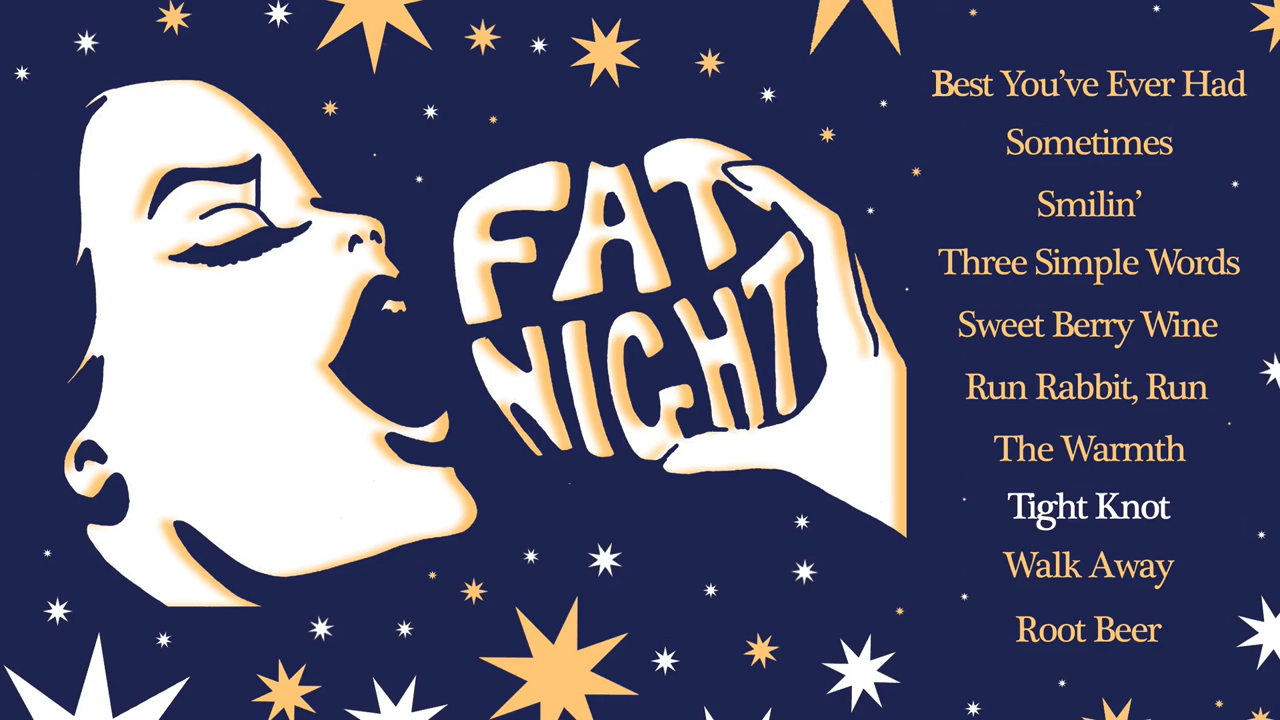 FAT
NIGHT
Best You’ve Ever Had
Sometimes
Smilin’
Three Simple Words
Sweet Berry Wine
Run Rabbit, Run
The Warmth
Tight Knot
Walk Away
Root Beer